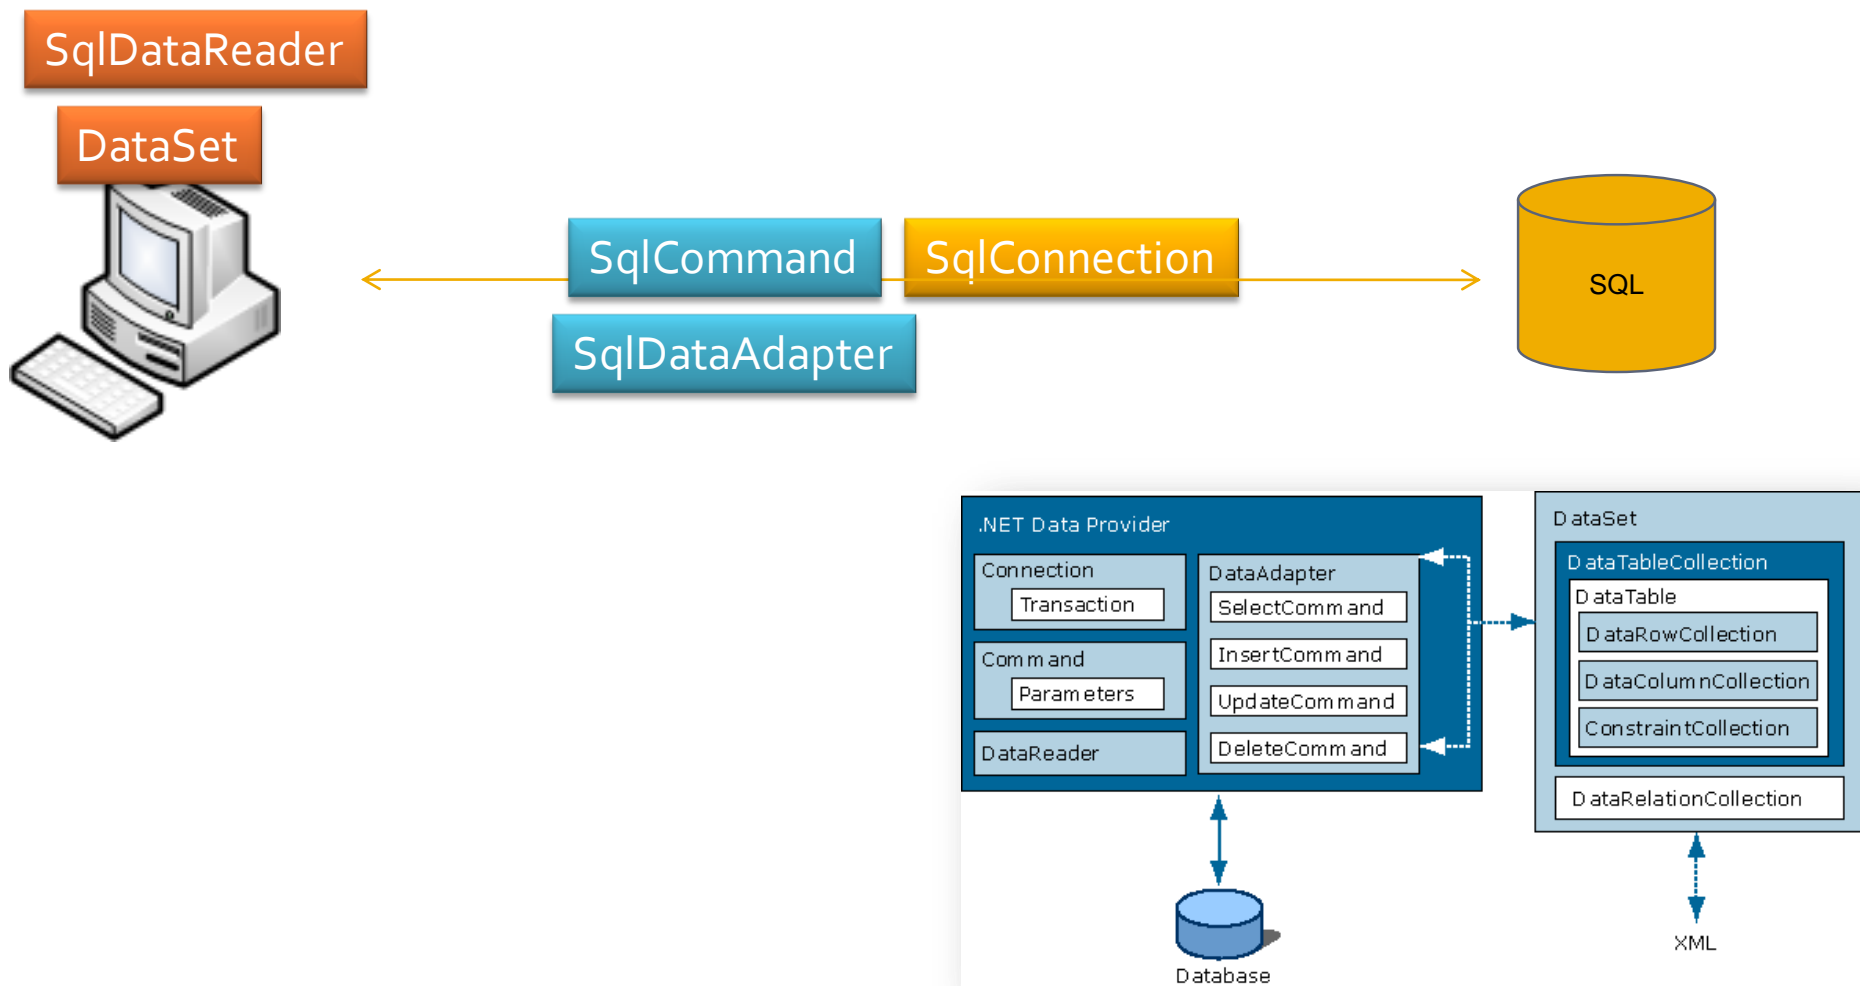 SqlDataReader
DataSet
SqlCommand
SqlConnection
SqlDataAdapter
SQL
.NET Data Provider
Connection
Transaction
Command
Parameters
DataReader
DataAdapter
SelectCommand
InsertCommand
UpdateCommand
DeleteCommand
Database
DataSet
DataTableCollection
DataTable
DataRowCollection
DataColumnCollection
ConstraintCollection
DataRelationCollection
XML